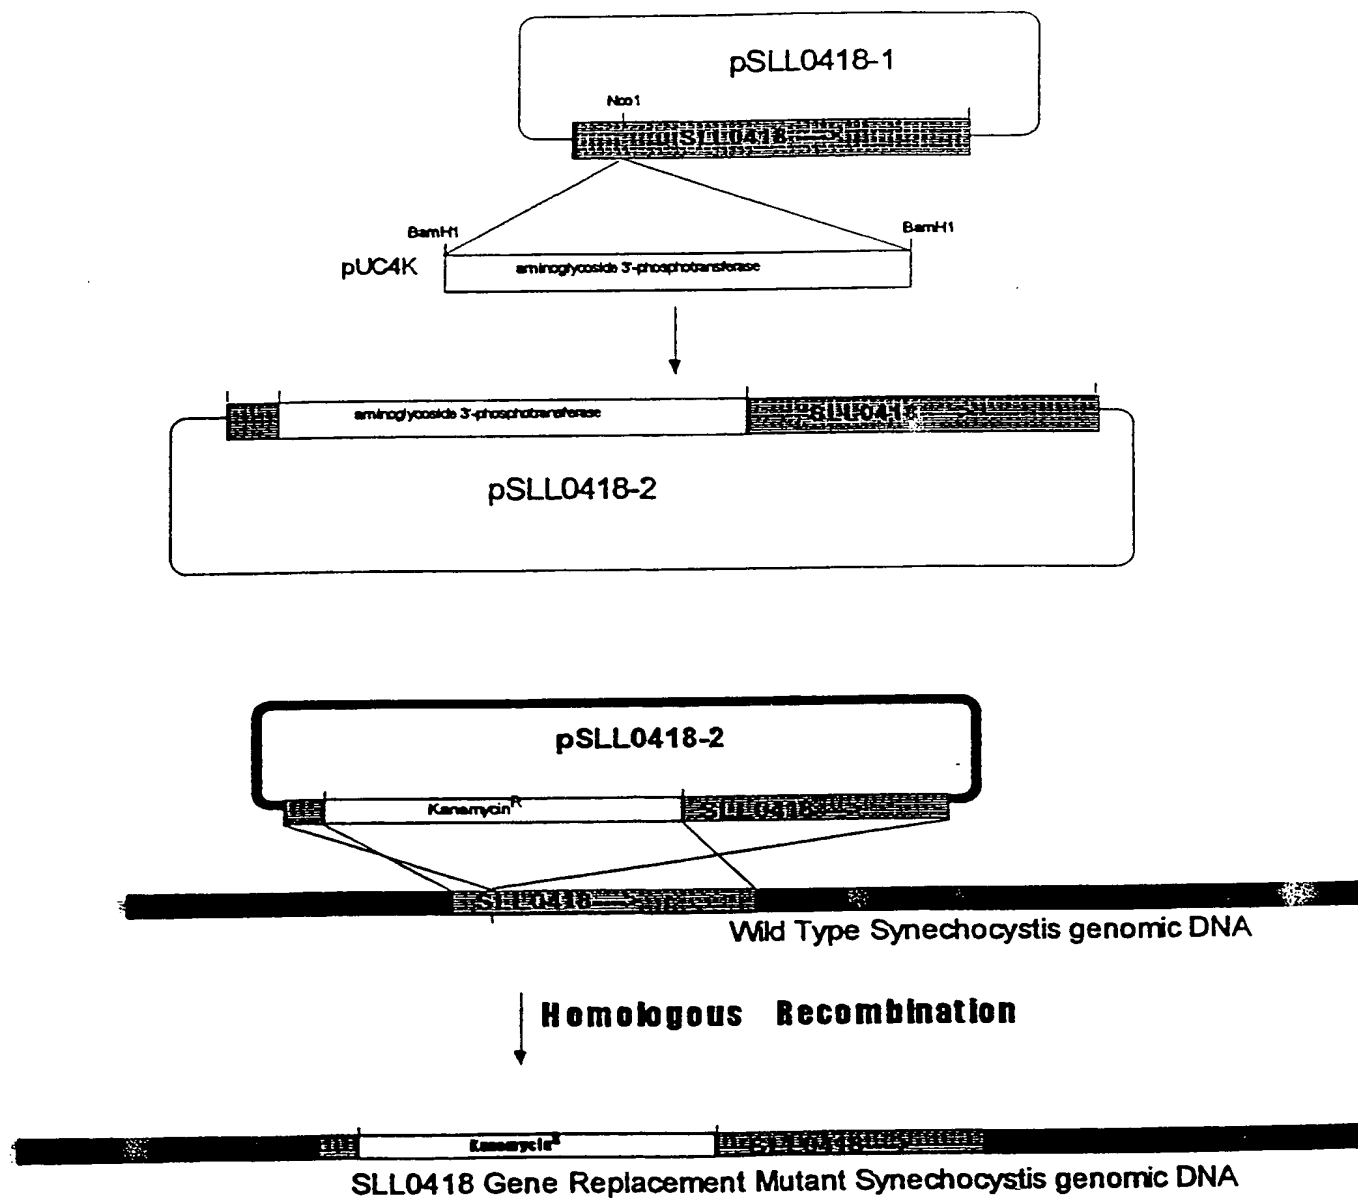 pSLL0418-1
Nco1
SLL0418
BamH1
BamH1
pUC4K
aminoglycoside 3'-phosphotransferase
aminoglycoside 3'-phosphotransferase
SLL0418
pSLL0418-2
pSLL0418-2
Kanamycin^R
SLL0418
SLL0418
Wild Type Synechocystis genomic DNA
Homologous Recombination
Kanamycin^R
SLL0418
SLL0418 Gene Replacement Mutant Synechocystis genomic DNA